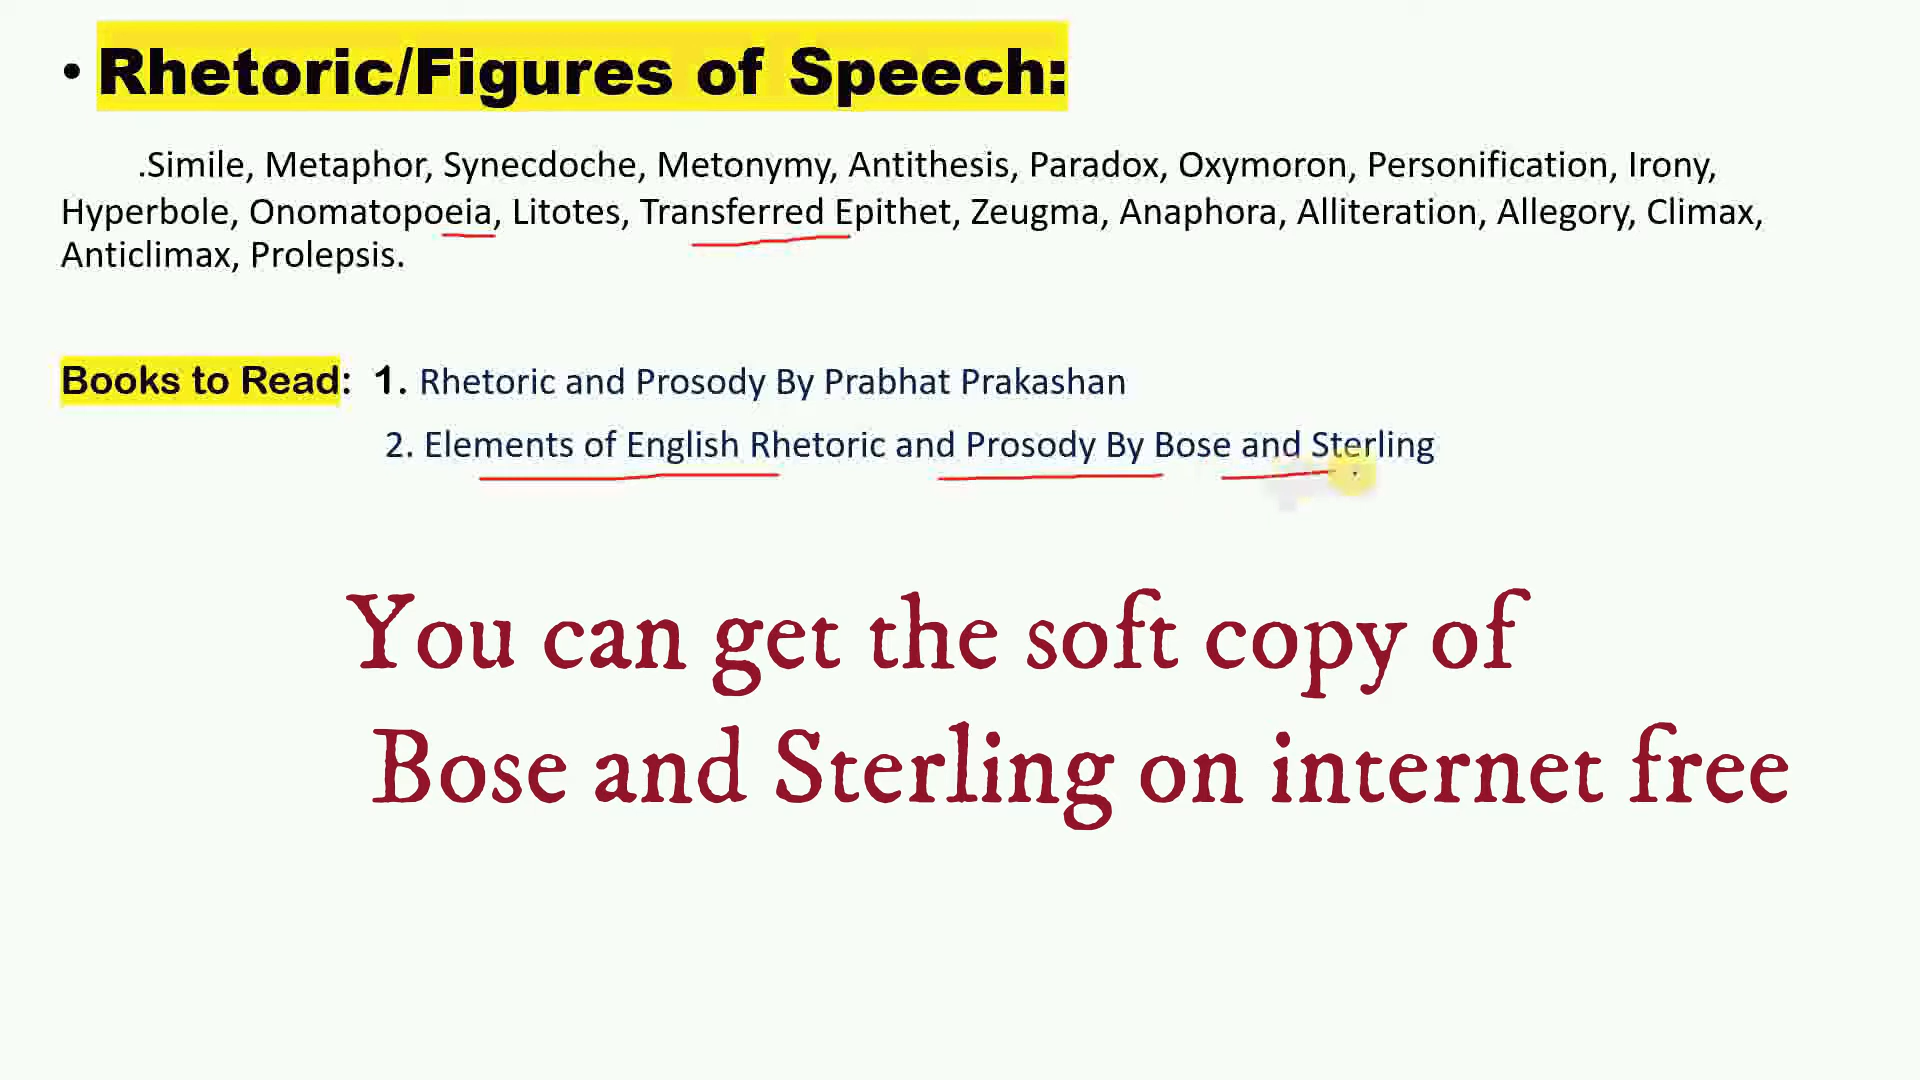 • Rhetoric/Figures of Speech:
.Simile, Metaphor, Synecdoche, Metonymy, Antithesis, Paradox, Oxymoron, Personification, Irony,
Hyperbole, Onomatopoeia, Litotes, Transferred Epithet, Zeugma, Anaphora, Alliteration, Allegory, Climax,
Anticlimax, Prolepsis.
Books to Read: 1. Rhetoric and Prosody By Prabhat Prakashan
2. Elements of English Rhetoric and Prosody By Bose and Sterling
You can get the soft copy of
Bose and Sterling on internet free